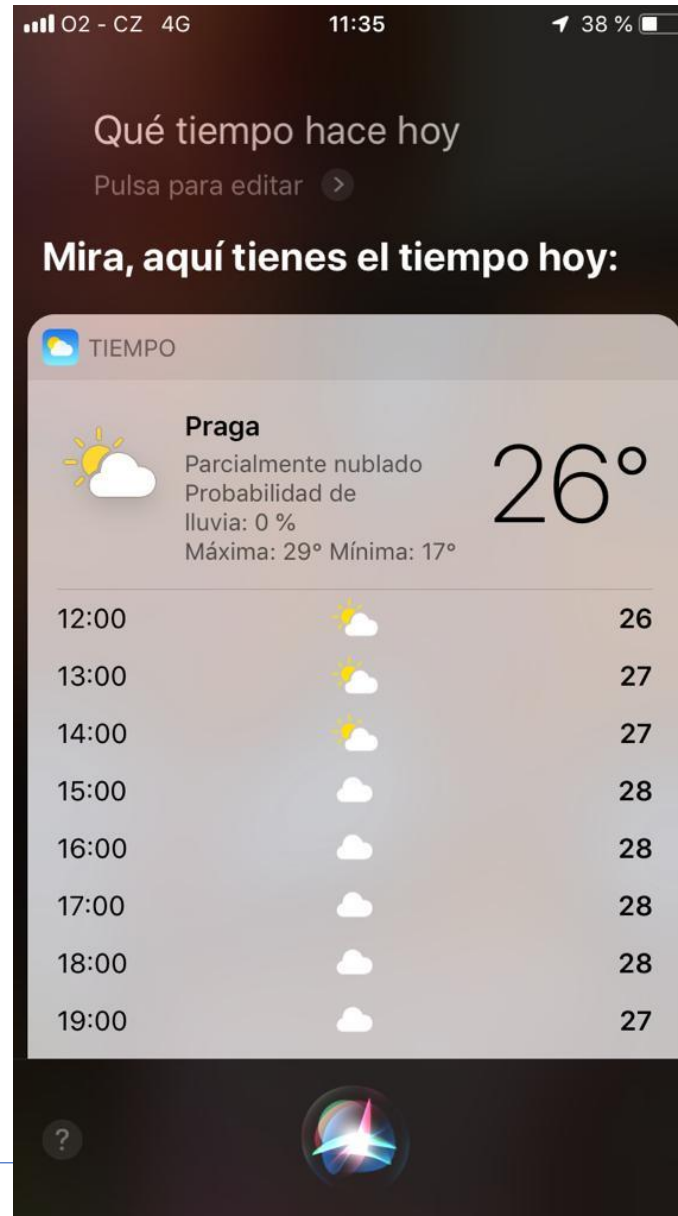 O2 - CZ 4G 11:35 38 %
Qué tiempo hace hoy
Pulsa para editar >
Mira, aquí tienes el tiempo hoy:
TIEMPO
Praga
Parcialmente nublado
Probabilidad de
lluvia: 0 %
Máxima: 29° Mínima: 17°
26°
12:00 26
13:00 27
14:00 27
15:00 28
16:00 28
17:00 28
18:00 28
19:00 27
?